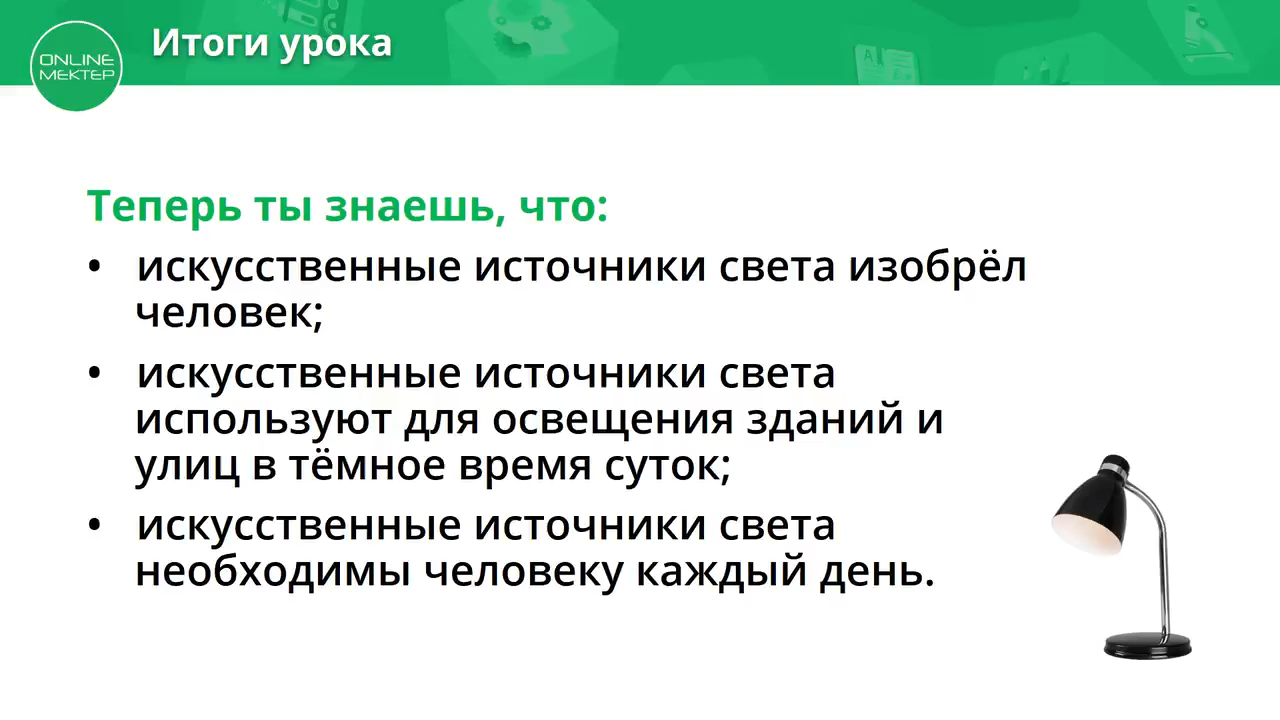 Итоги урока
ONLINE
МЕКТЕР
Теперь ты знаешь, что:
• искусственные источники света изобрёл
человек;
• искусственные источники света
используют для освещения зданий и
улиц в тёмное время суток;
• искусственные источники света
необходимы человеку каждый день.